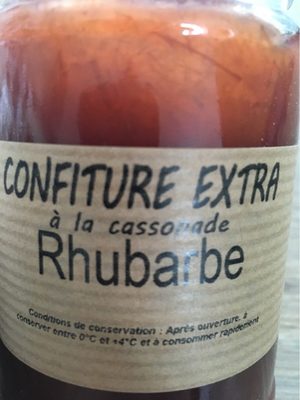 CONFITURE EXTRA
à la cassonade
Rhubarbe
Conditions de conservation : Après ouverture, à
conserver entre 0°C et +4°C et à consommer rapidement